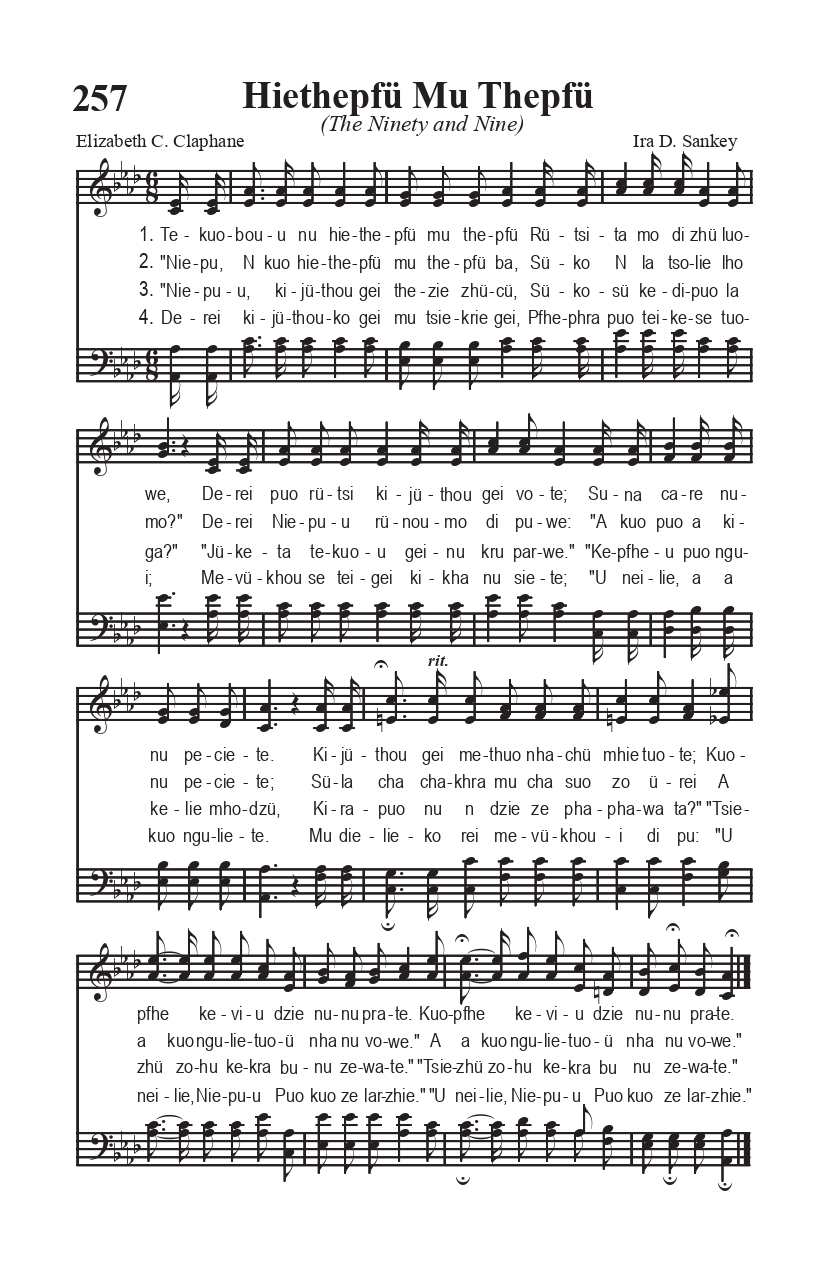 257
Hiethepfü Mu Thepfü
(The Ninety and Nine)
Elizabeth C. Claphane
Ira D. Sankey
rit.
1. Te - kuo-bou-u nu hie-the-pfü mu the-pfü Rü-tsi-ta mo di zhü luo-
2. "Nie-pu, N kuo hie-the-pfü mu the-pfü ba, Sü-ko N la tso-lie lho
3. "Nie-pu-u, ki-jü-thou gei the-zie zhü-cü, Sü-ko-sü ke-di-puo la
4. De-rei ki-jü-thou-ko gei mu tsie-krie gei, Pfhe-phra puo tei-ke-se tuo-
we, De-rei puo rü-tsi ki-jü-thou gei vo-te; Su-na ca-re nu-
mo?" De-rei Nie-pu-u rü-nou-mo di pu-we: "A kuo puo a ki-
ga?" "Jü-ke-ta te-kuo-u gei-nu kru par-we." "Ke-pfhe-u puo ngu-
i; Me-vü-khou se tei-gei ki-kha nu sie-te; "U nei-lie, a a
nu pe-cie-te. Ki-jü-thou gei me-thuo nha-chü mhie tuo-te; Kuo-
nu pe-cie-te; Sü-la cha cha-khra mu cha suo zo ü-rei A
ke-lie mho-dzü, Ki-ra-puo nu n dzie ze pha-pha-wa ta?" "Tsie-
kuo ngu-lie-te. Mu die-lie-ko rei me-vü-khou-i di pu: "U
pfhe ke-vi-u dzie nu-nu pra-te. Kuo-pfhe ke-vi-u dzie nu-nu pra-te.
a kuo ngu-lie-tuo-ü nha nu vo-we." A a kuo ngu-lie-tuo-ü nha nu vo-we."
zhü zo-hu ke-kra bu-nu ze-wa-te." "Tsie-zhü zo-hu ke-kra bu nu ze-wa-te."
nei-lie, Nie-pu-u Puo kuo ze lar-zhie." "U nei-lie, Nie-pu-u Puo kuo ze lar-zhie."